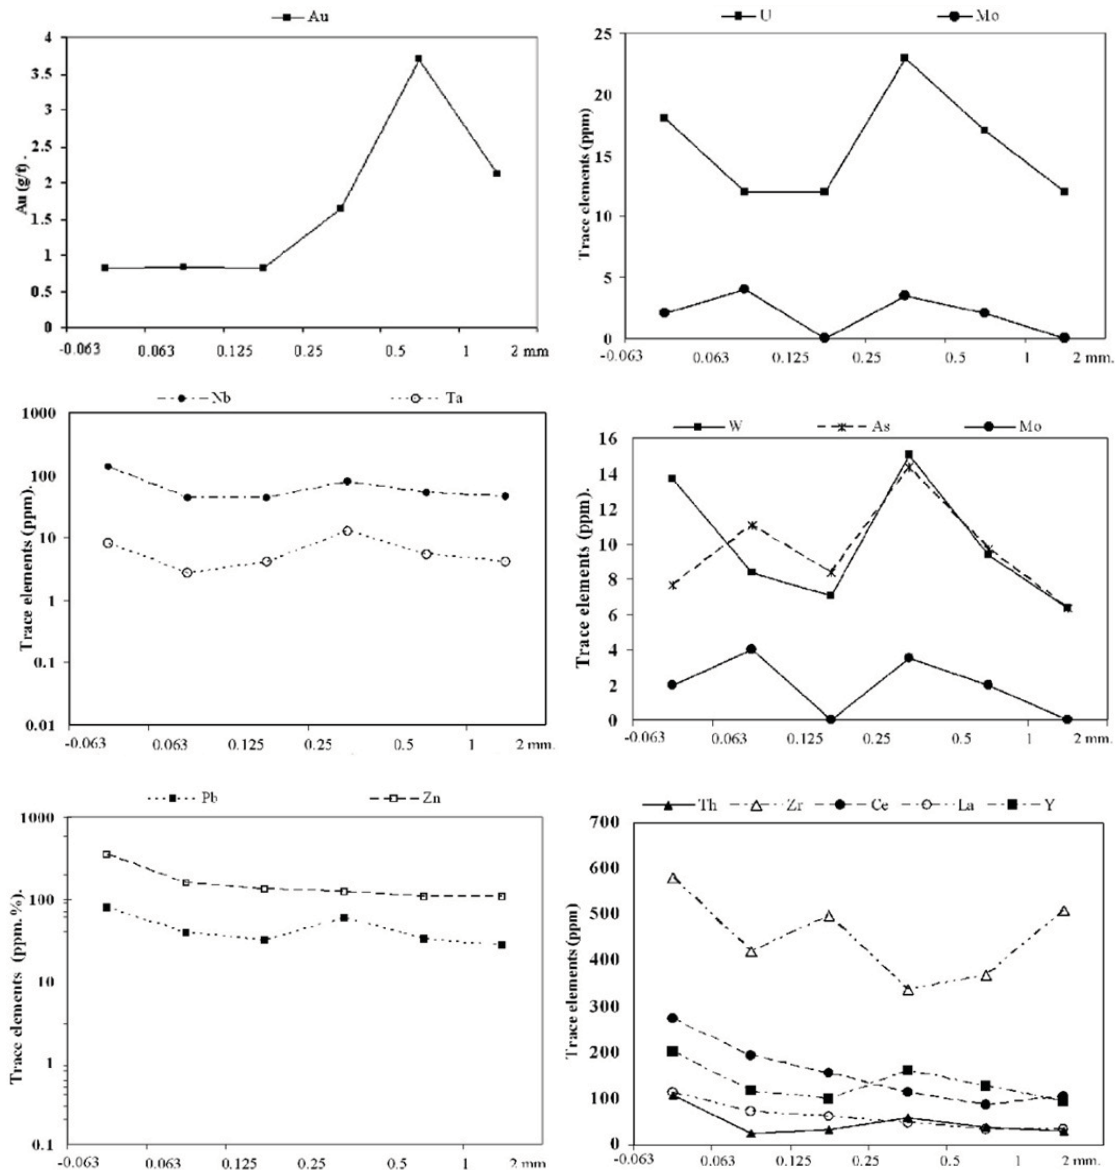 Au
4
3.5
3
2.5
2
1.5
1
0.5
0
Au (g/t) .
-0.063 0.063 0.125 0.25 0.5 1 2 mm
U Mo
25
20
15
10
5
0
Trace elements (ppm)
-0.063 0.063 0.125 0.25 0.5 1 2 mm.
Nb Ta
1000
100
10
1
0.1
0.01
Trace elements (ppm).
-0.063 0.063 0.125 0.25 0.5 1 2 mm.
W As Mo
16
14
12
10
8
6
4
2
0
Trace elements (ppm).
-0.063 0.063 0.125 0.25 0.5 1 2 mm.
Pb Zn
1000
100
10
1
0.1
Trace elements (ppm. %).
-0.063 0.063 0.125 0.25 0.5 1 2 mm.
Th Zr Ce La Y
700
600
500
400
300
200
100
0
Trace elements (ppm)
-0.063 0.063 0.125 0.25 0.5 1 2 mm.